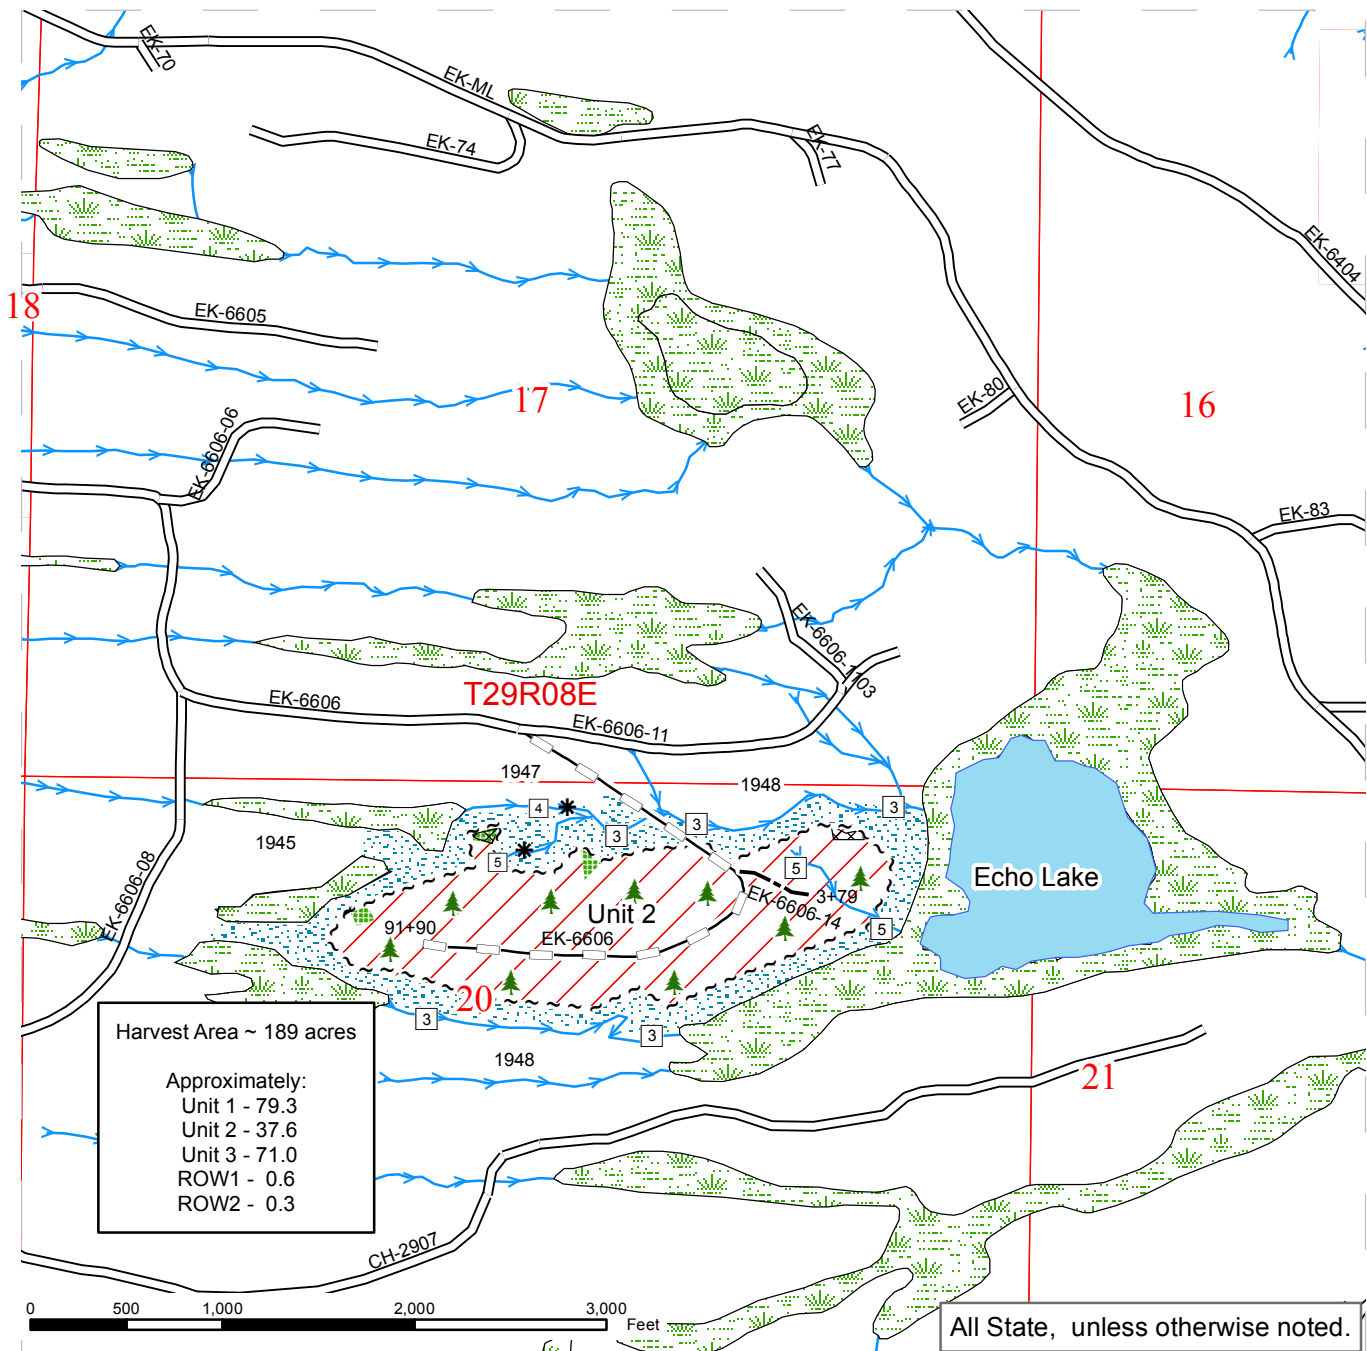 EK-70
EK-ML
EK-74
EK-77
EK-6404
18
EK-6605
17
EK-80
16
EK-6606-06
EK-83
EK-6606-1703
T29R08E
EK-6606
EK-6606-11
1947
1948
4
3
3
3
1945
5
5
Echo Lake
EK-6606-08
3+79
EK-6606-14
Unit 2
91+90
EK-6606
5
20
3
3
1948
21
Harvest Area ~ 189 acres
Approximately:
Unit 1 - 79.3
Unit 2 - 37.6
Unit 3 - 71.0
ROW1 - 0.6
ROW2 - 0.3
CH-2907
0 500 1,000 2,000 3,000
Feet
All State, unless otherwise noted.